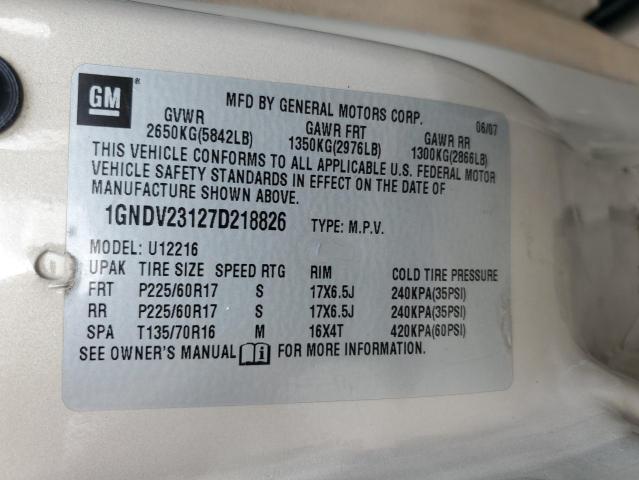 GM
MFD BY GENERAL MOTORS CORP. 06/07
GVWR GAWR FRT GAWR RR
2650KG(5842LB) 1350KG(2976LB) 1300KG(2866LB)
THIS VEHICLE CONFORMS TO ALL APPLICABLE U.S. FEDERAL MOTOR
VEHICLE SAFETY STANDARDS IN EFFECT ON THE DATE OF
MANUFACTURE SHOWN ABOVE.
1GNDV23127D218826 TYPE: M.P.V.
MODEL: U12216
UPAK TIRE SIZE SPEED RTG RIM COLD TIRE PRESSURE
FRT P225/60R17 S 17X6.5J 240KPA(35PSI)
RR P225/60R17 S 17X6.5J 240KPA(35PSI)
SPA T135/70R16 M 16X4T 420KPA(60PSI)
SEE OWNER'S MANUAL FOR MORE INFORMATION.